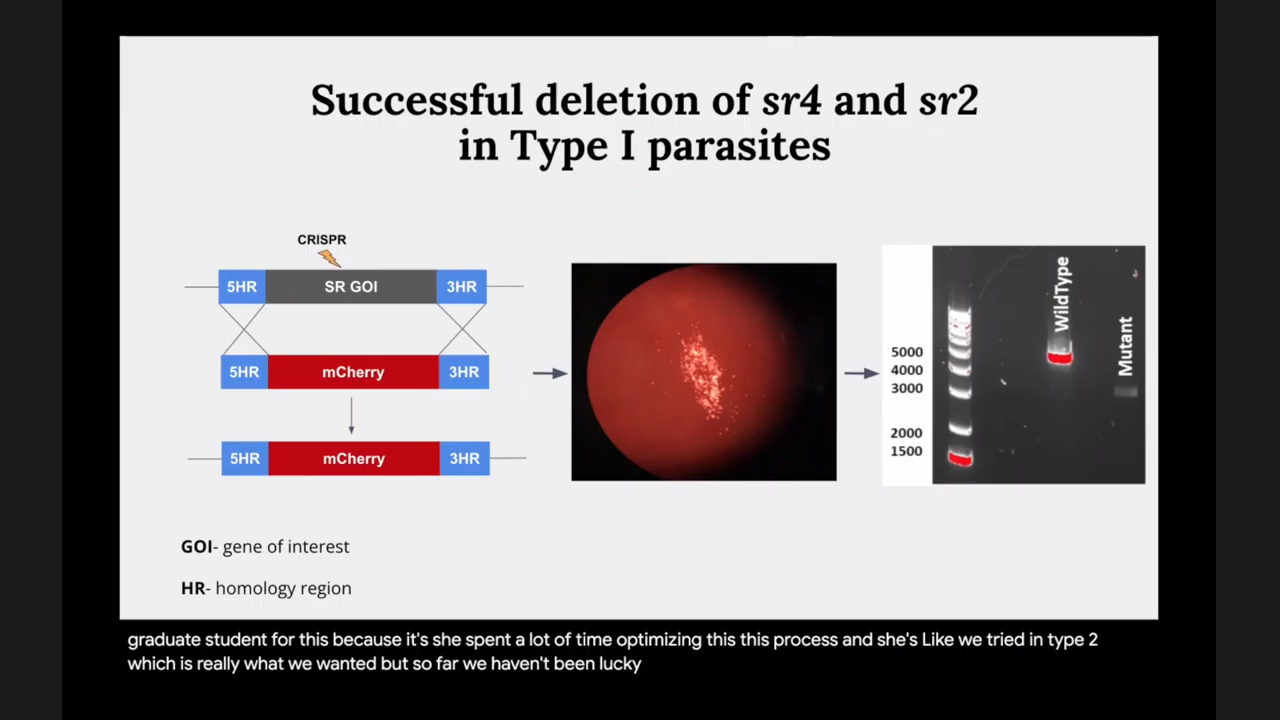 Successful deletion of sr4 and sr2
in Type I parasites
CRISPR
5HR SR GOI 3HR
5HR mCherry 3HR
5HR mCherry 3HR
WildType
Mutant
5000
4000
3000
2000
1500
GOI- gene of interest
HR- homology region
graduate student for this because it's she spent a lot of time optimizing this this process and she's Like we tried in type 2
which is really what we wanted but so far we haven't been lucky